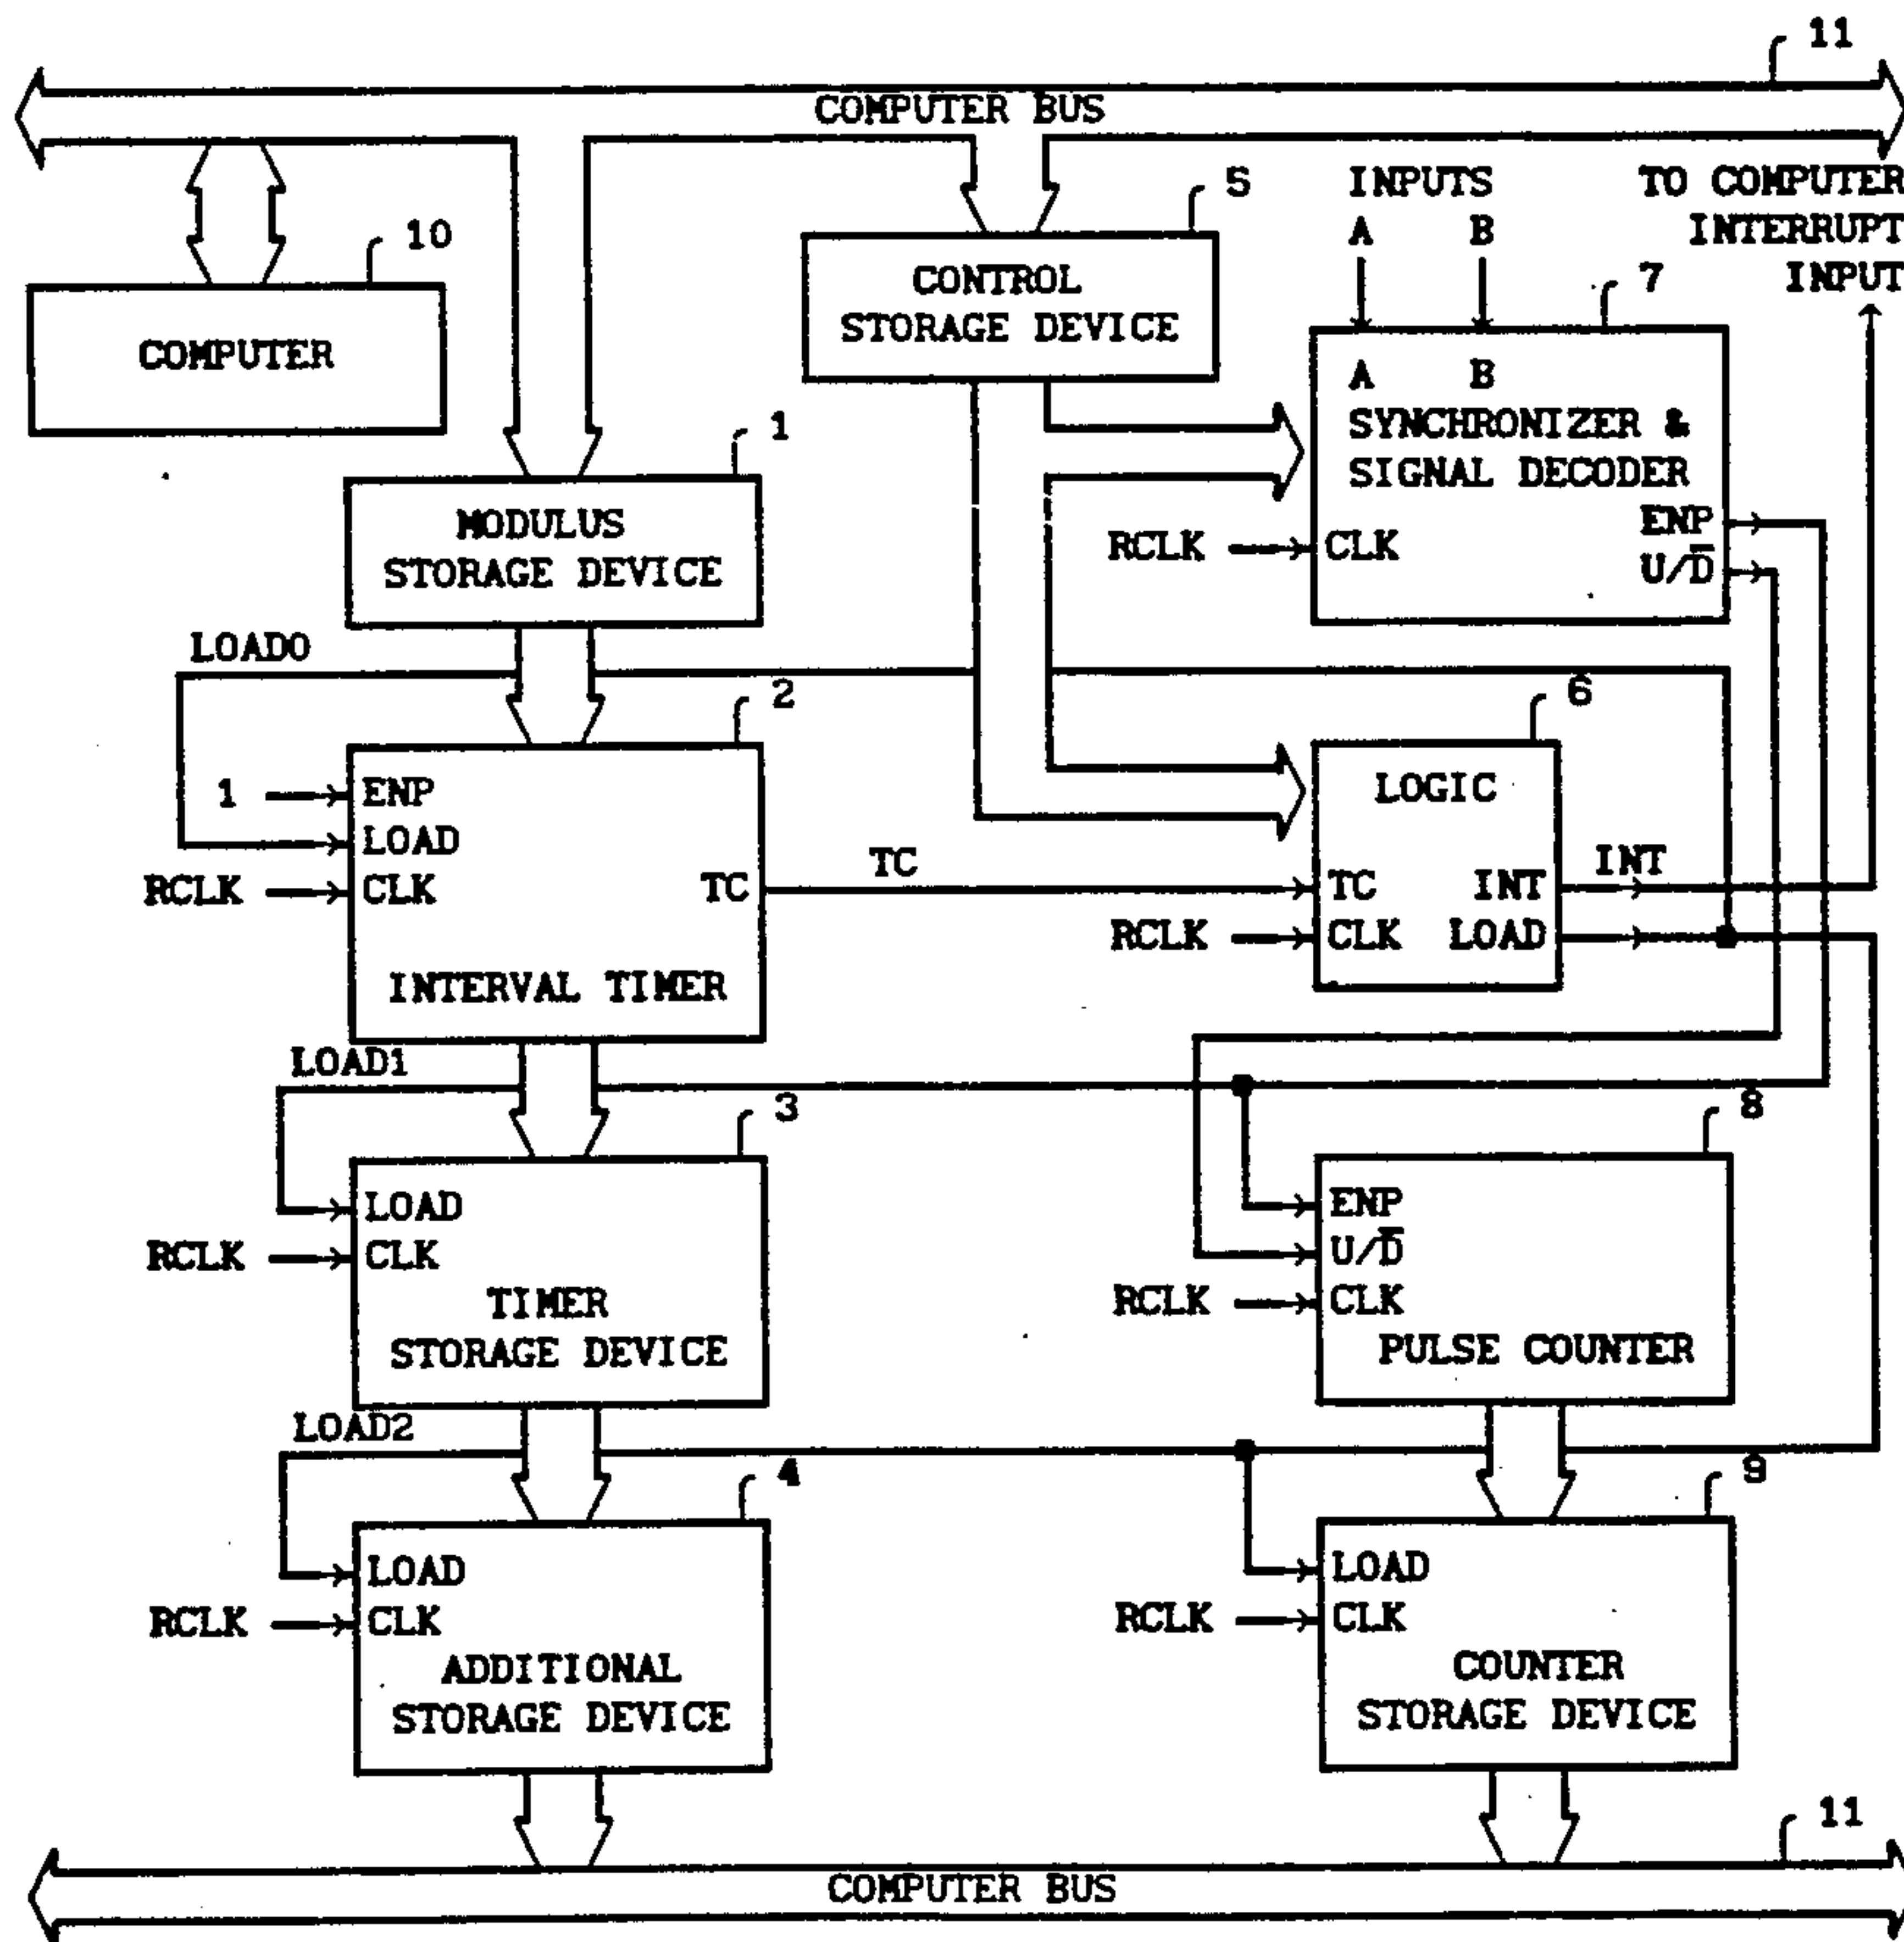 11
COMPUTER BUS
5
INPUTS
A B
TO COMPUTER
INTERRUPT
INPUT
10
COMPUTER
CONTROL
STORAGE DEVICE
7
A B
SYNCHRONIZER &
SIGNAL DECODER
ENP
U/D̅
RCLK
CLK
1
MODULUS
STORAGE DEVICE
LOAD0
2
1
ENP
LOAD
RCLK
CLK
TC
INTERVAL TIMER
TC
6
LOGIC
TC
INT
INT
RCLK
CLK
LOAD
LOAD1
3
LOAD
RCLK
CLK
TIMER
STORAGE DEVICE
8
ENP
U/D̅
RCLK
CLK
PULSE COUNTER
LOAD2
4
LOAD
RCLK
CLK
ADDITIONAL
STORAGE DEVICE
9
LOAD
RCLK
CLK
COUNTER
STORAGE DEVICE
11
COMPUTER BUS